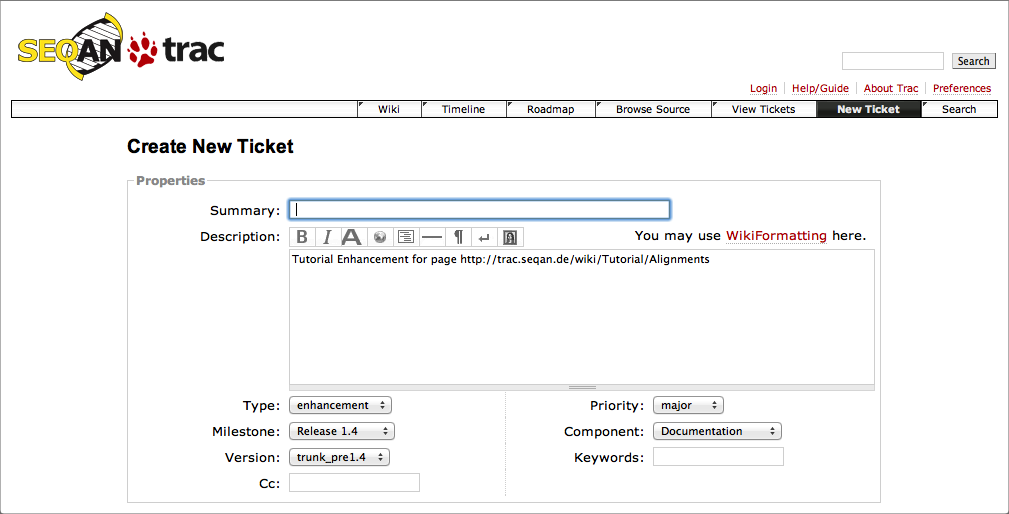 SEQAN trac
Search
Login Help/Guide About Trac Preferences
Wiki Timeline Roadmap Browse Source View Tickets New Ticket Search
Create New Ticket
Properties
Summary:
Description: B I A You may use WikiFormatting here.
Tutorial Enhancement for page http://trac.seqan.de/wiki/Tutorial/Alignments
Type: enhancement Priority: major
Milestone: Release 1.4 Component: Documentation
Version: trunk_pre1.4 Keywords:
Cc: